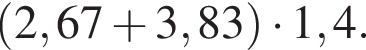 (2,67 + 3,83) · 1,4.